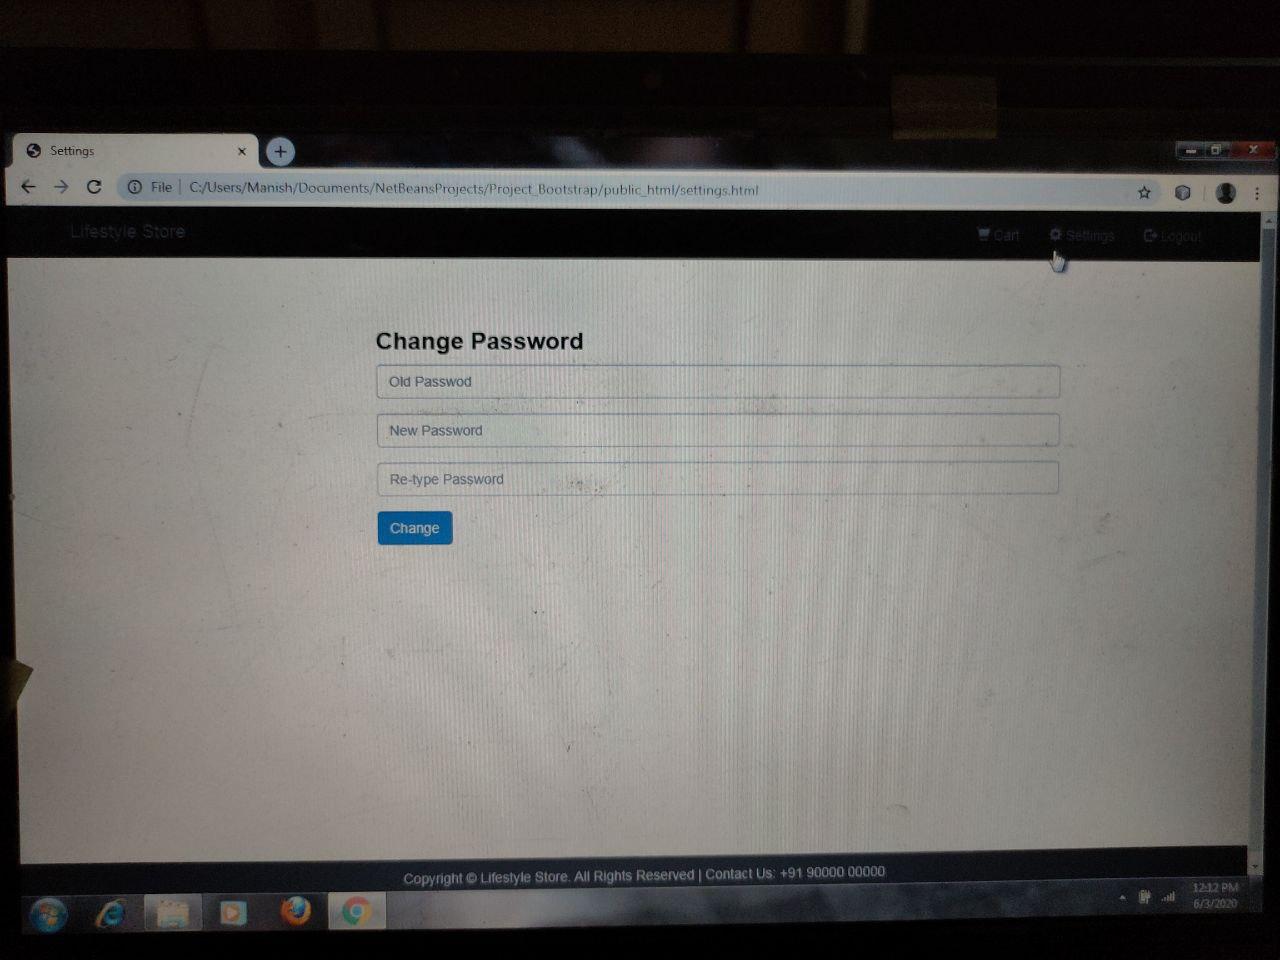 Settings
File C:/Users/Manish/Documents/NetBeansProjects/Project_Bootstrap/public_html/settings.html
Lifestyle Store Cart Settings Logout
Change Password
Old Passwod
New Password
Re-type Password
Change
Copyright © Lifestyle Store. All Rights Reserved | Contact Us: +91 90000 00000
12:12 PM
6/3/2020